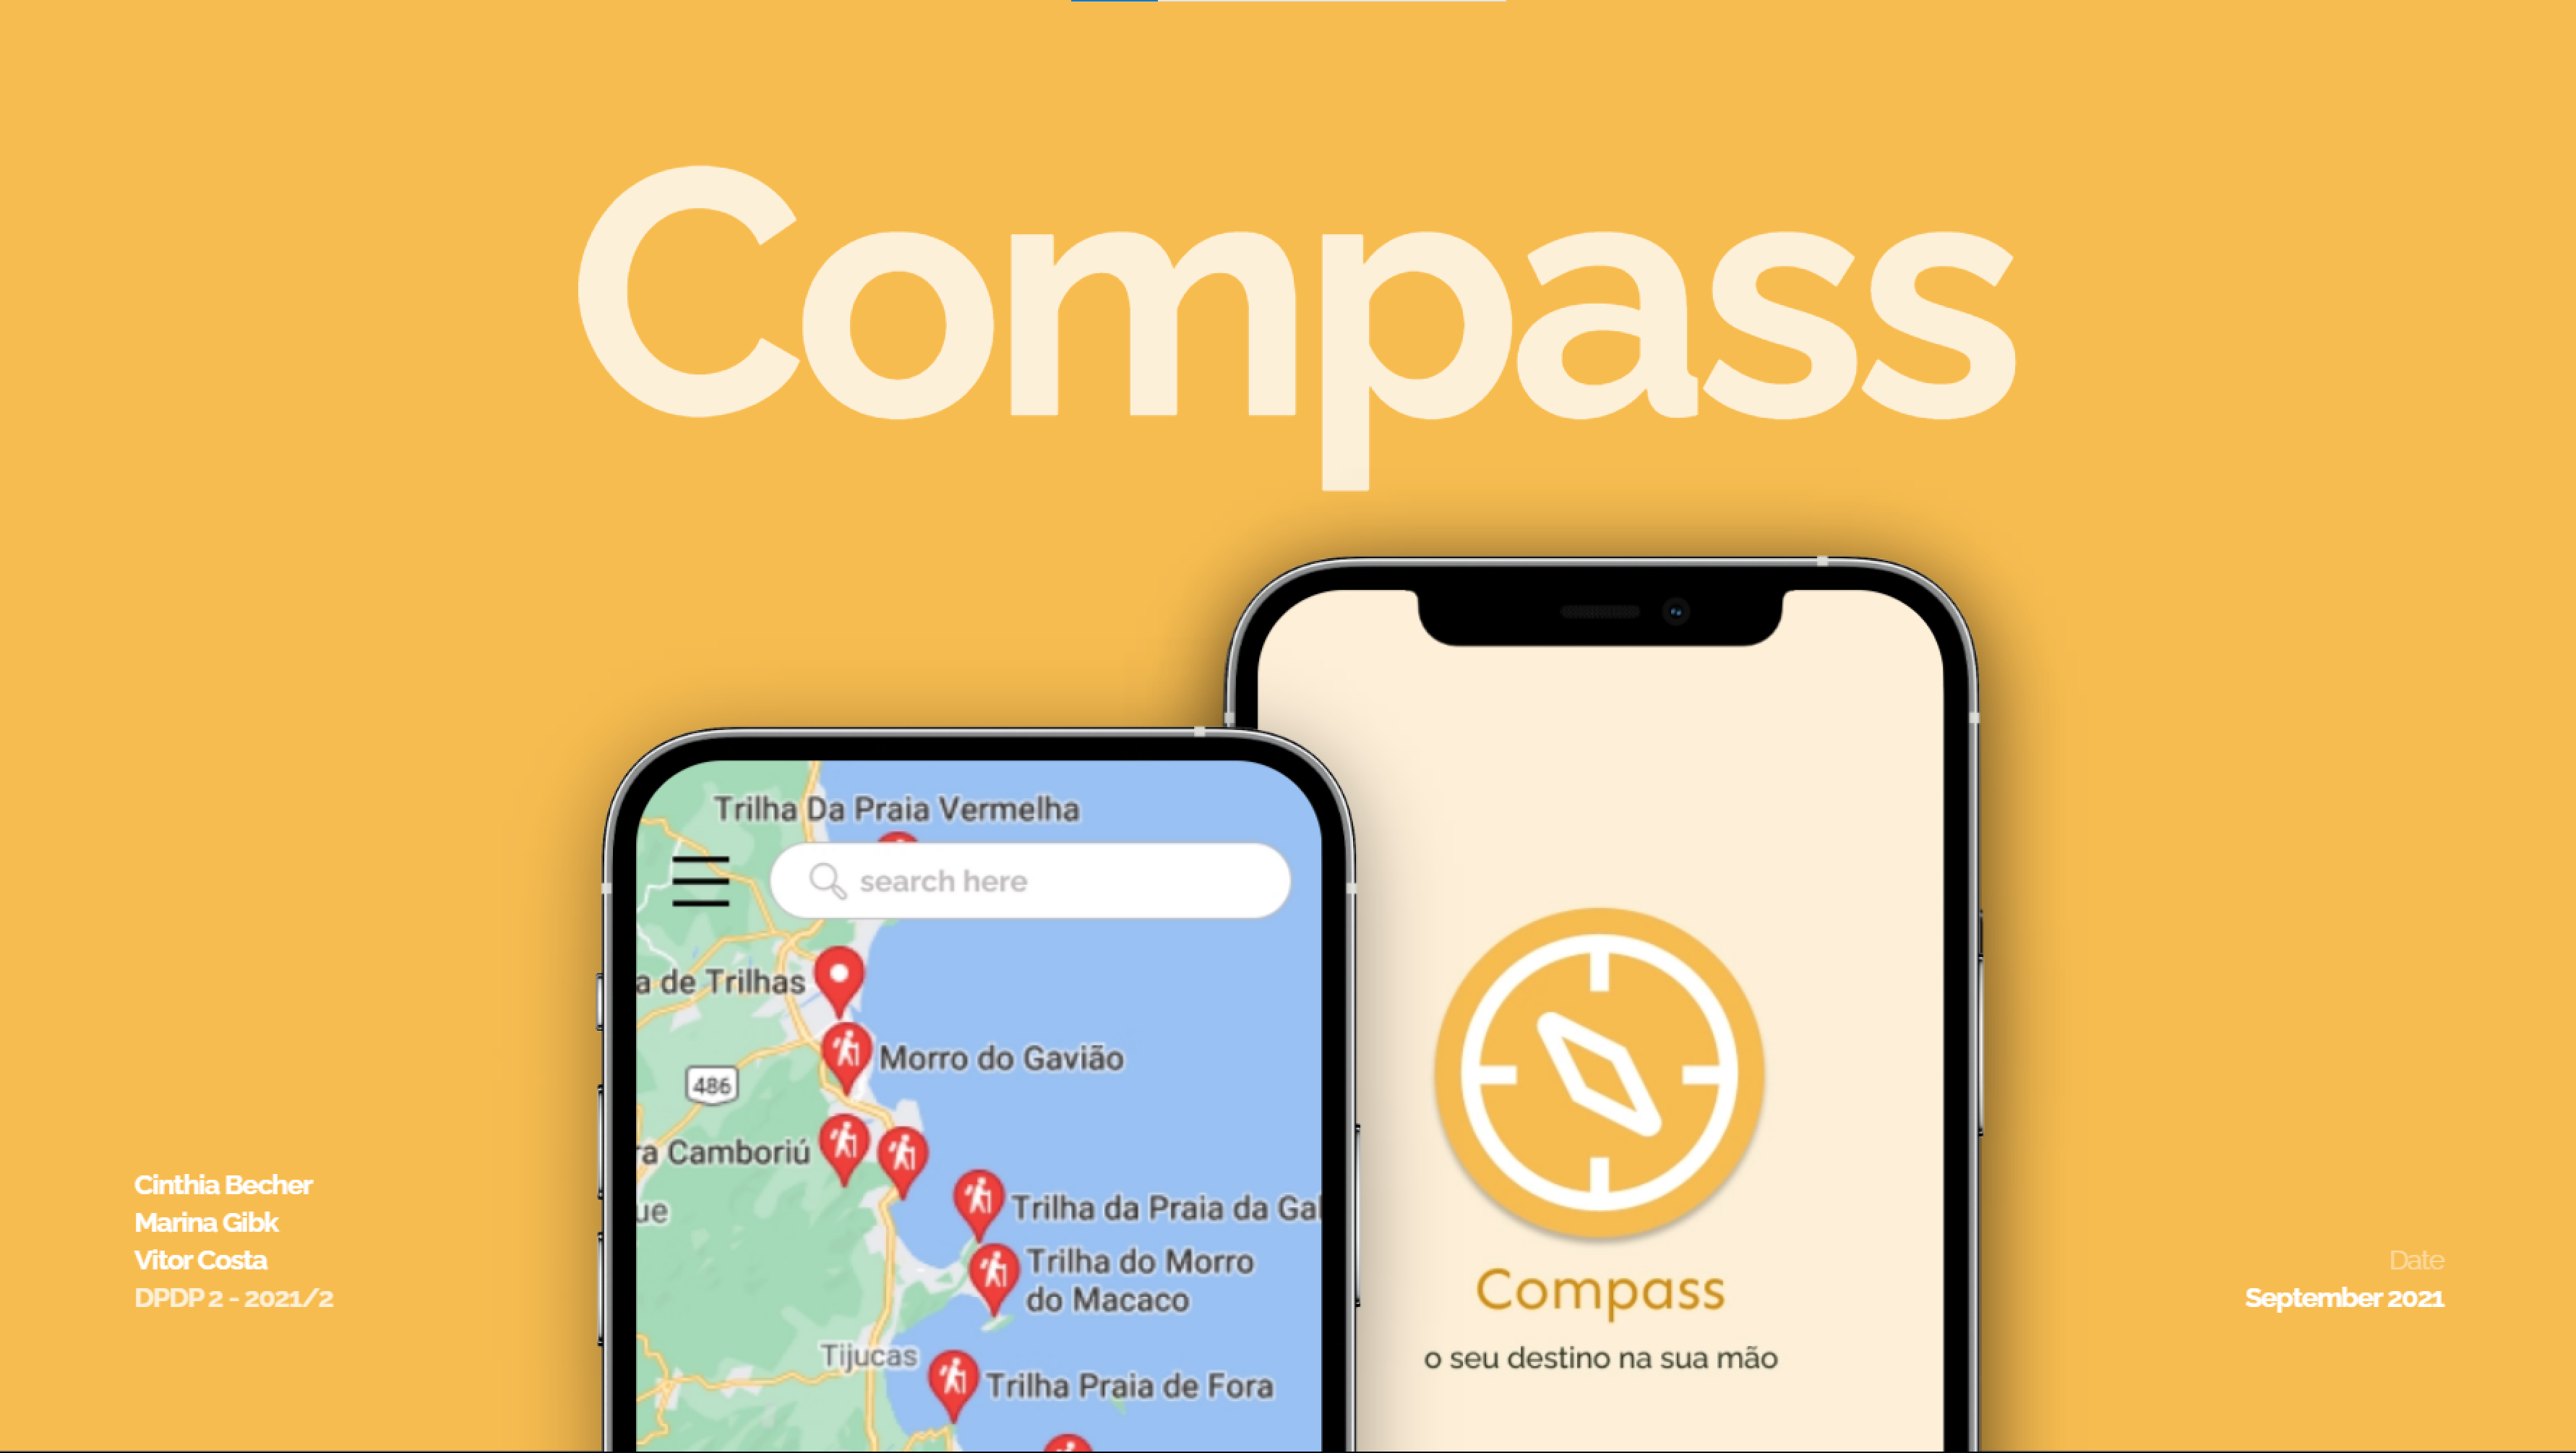 Compass
Trilha Da Praia Vermelha
search here
a de Trilhas
Morro do Gavião
486
ra Camboriú
ue
Trilha da Praia da Gal
Trilha do Morro
do Macaco
Tijucas
Trilha Praia de Fora
Compass
o seu destino na sua mão
Cinthia Becher
Marina Gibk
Vitor Costa
DPDP 2 - 2021/2
Date
September 2021